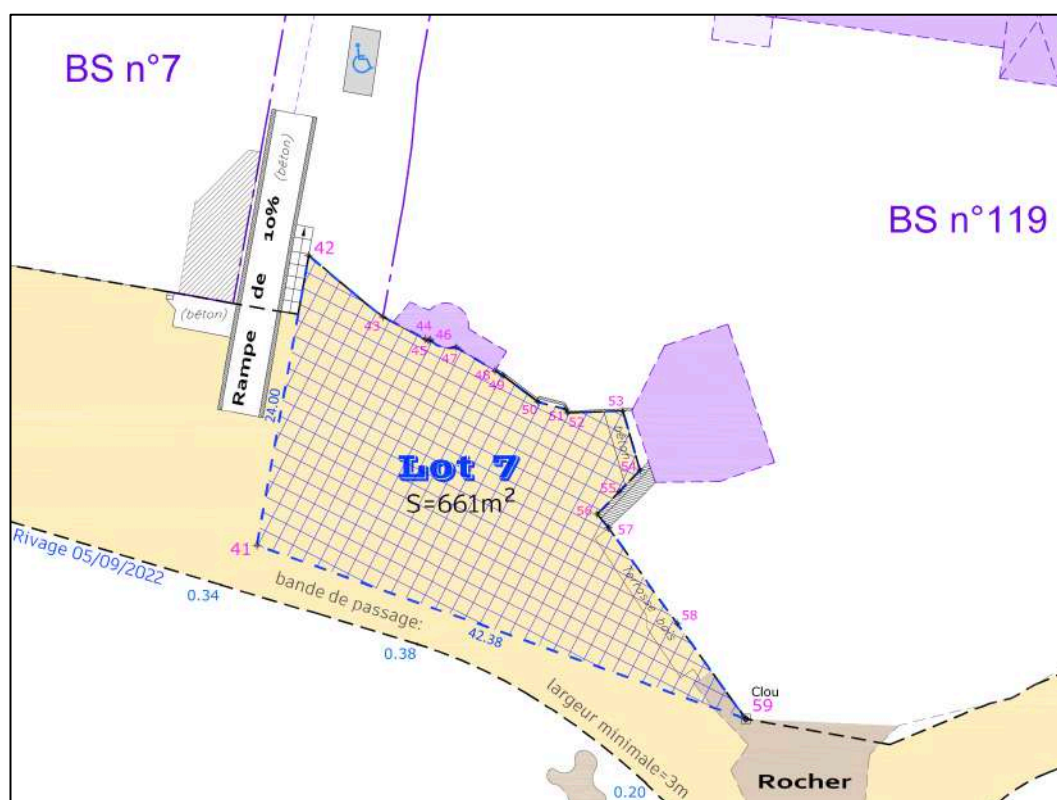 BS n°7
(béton)
Rampe de 10%
42
BS n°119
(béton)
43
44
46
45
47
48
49
50
51
52
53
béton
54
24.00
Lot 7
S=661m²
55
56
57
41
Rivage 05/09/2022
bande de passage:
0.34
42.38
0.38
Terrasse bois
58
largeur minimale=3m
Clou
59
Rocher
0.20